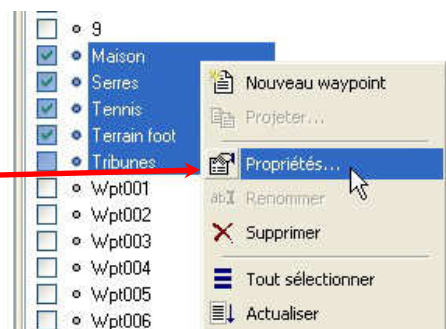 9
Maison
Serres
Tennis
Terrain foot
Tribunes
Wpt001
Wpt002
Wpt003
Wpt004
Wpt005
Wpt006
Nouveau waypoint
Projeter...
Propriétés...
Renommer
Supprimer
Tout sélectionner
Actualiser